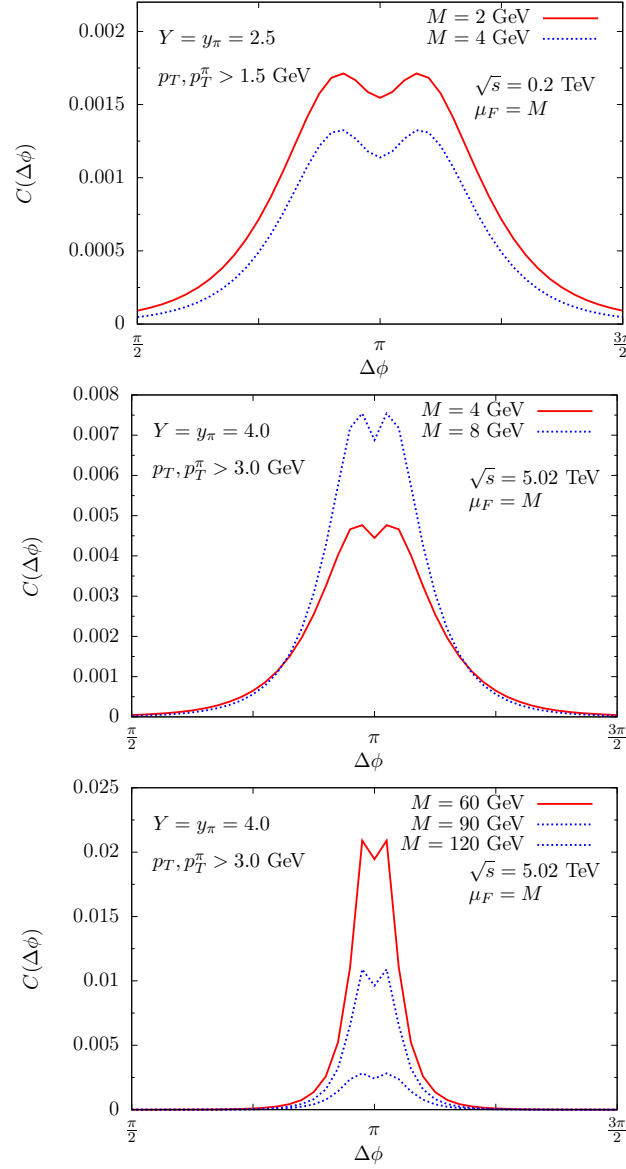 0.002
0.0015
0.001
0.0005
0
C(Δϕ)
Y = y_π = 2.5
p_T, p_T^π > 1.5 GeV
M = 2 GeV
M = 4 GeV
√s = 0.2 TeV
μ_F = M
π/2
π
3π/2
Δϕ
0.008
0.007
0.006
0.005
0.004
0.003
0.002
0.001
0
C(Δϕ)
Y = y_π = 4.0
p_T, p_T^π > 3.0 GeV
M = 4 GeV
M = 8 GeV
√s = 5.02 TeV
μ_F = M
π/2
π
3π/2
Δϕ
0.025
0.02
0.015
0.01
0.005
0
C(Δϕ)
Y = y_π = 4.0
p_T, p_T^π > 3.0 GeV
M = 60 GeV
M = 90 GeV
M = 120 GeV
√s = 5.02 TeV
μ_F = M
π/2
π
3π/2
Δϕ